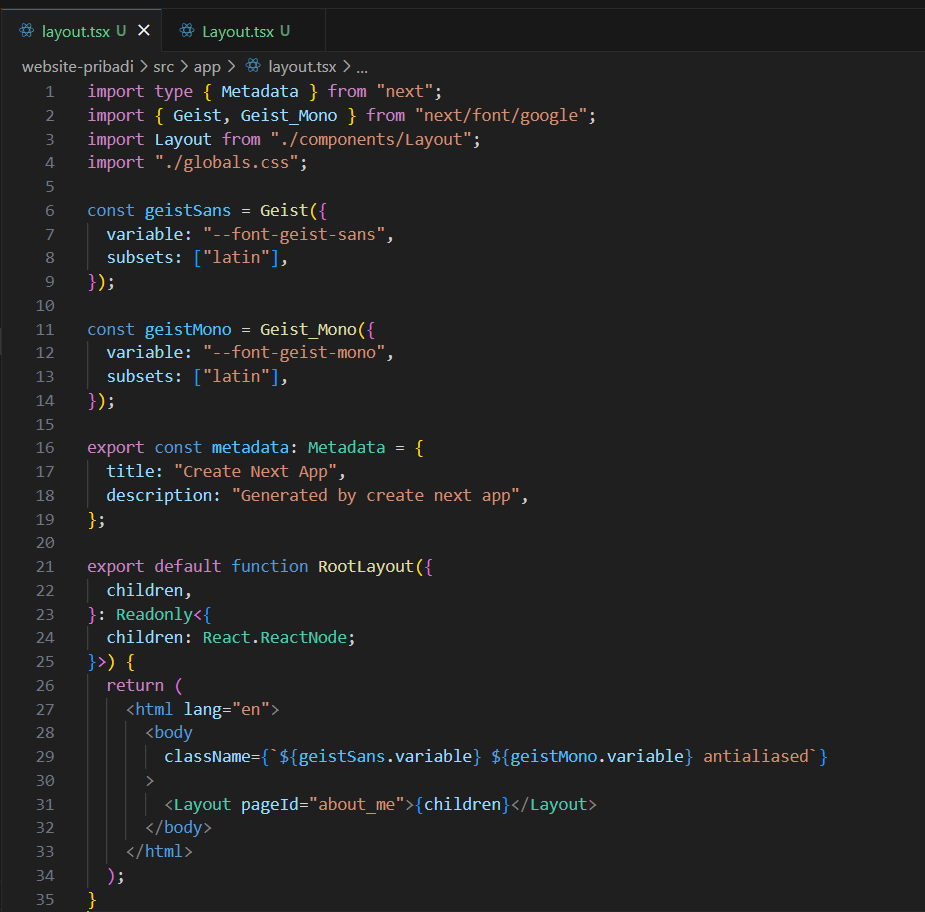 layout.tsx U Layout.tsx U
website-pribadi > src > app > layout.tsx > ...
1 import type { Metadata } from "next";
2 import { Geist, Geist_Mono } from "next/font/google";
3 import Layout from "./components/Layout";
4 import "./globals.css";
5
6 const geistSans = Geist({
7   variable: "--font-geist-sans",
8   subsets: ["latin"],
9 });
10
11 const geistMono = Geist_Mono({
12   variable: "--font-geist-mono",
13   subsets: ["latin"],
14 });
15
16 export const metadata: Metadata = {
17   title: "Create Next App",
18   description: "Generated by create next app",
19 };
20
21 export default function RootLayout({
22   children,
23 }: Readonly<{
24   children: React.ReactNode;
25 }>) {
26   return (
27     <html lang="en">
28       <body
29         className={`${geistSans.variable} ${geistMono.variable} antialiased`}
30       >
31         <Layout pageId="about_me">{children}</Layout>
32       </body>
33     </html>
34   );
35 }